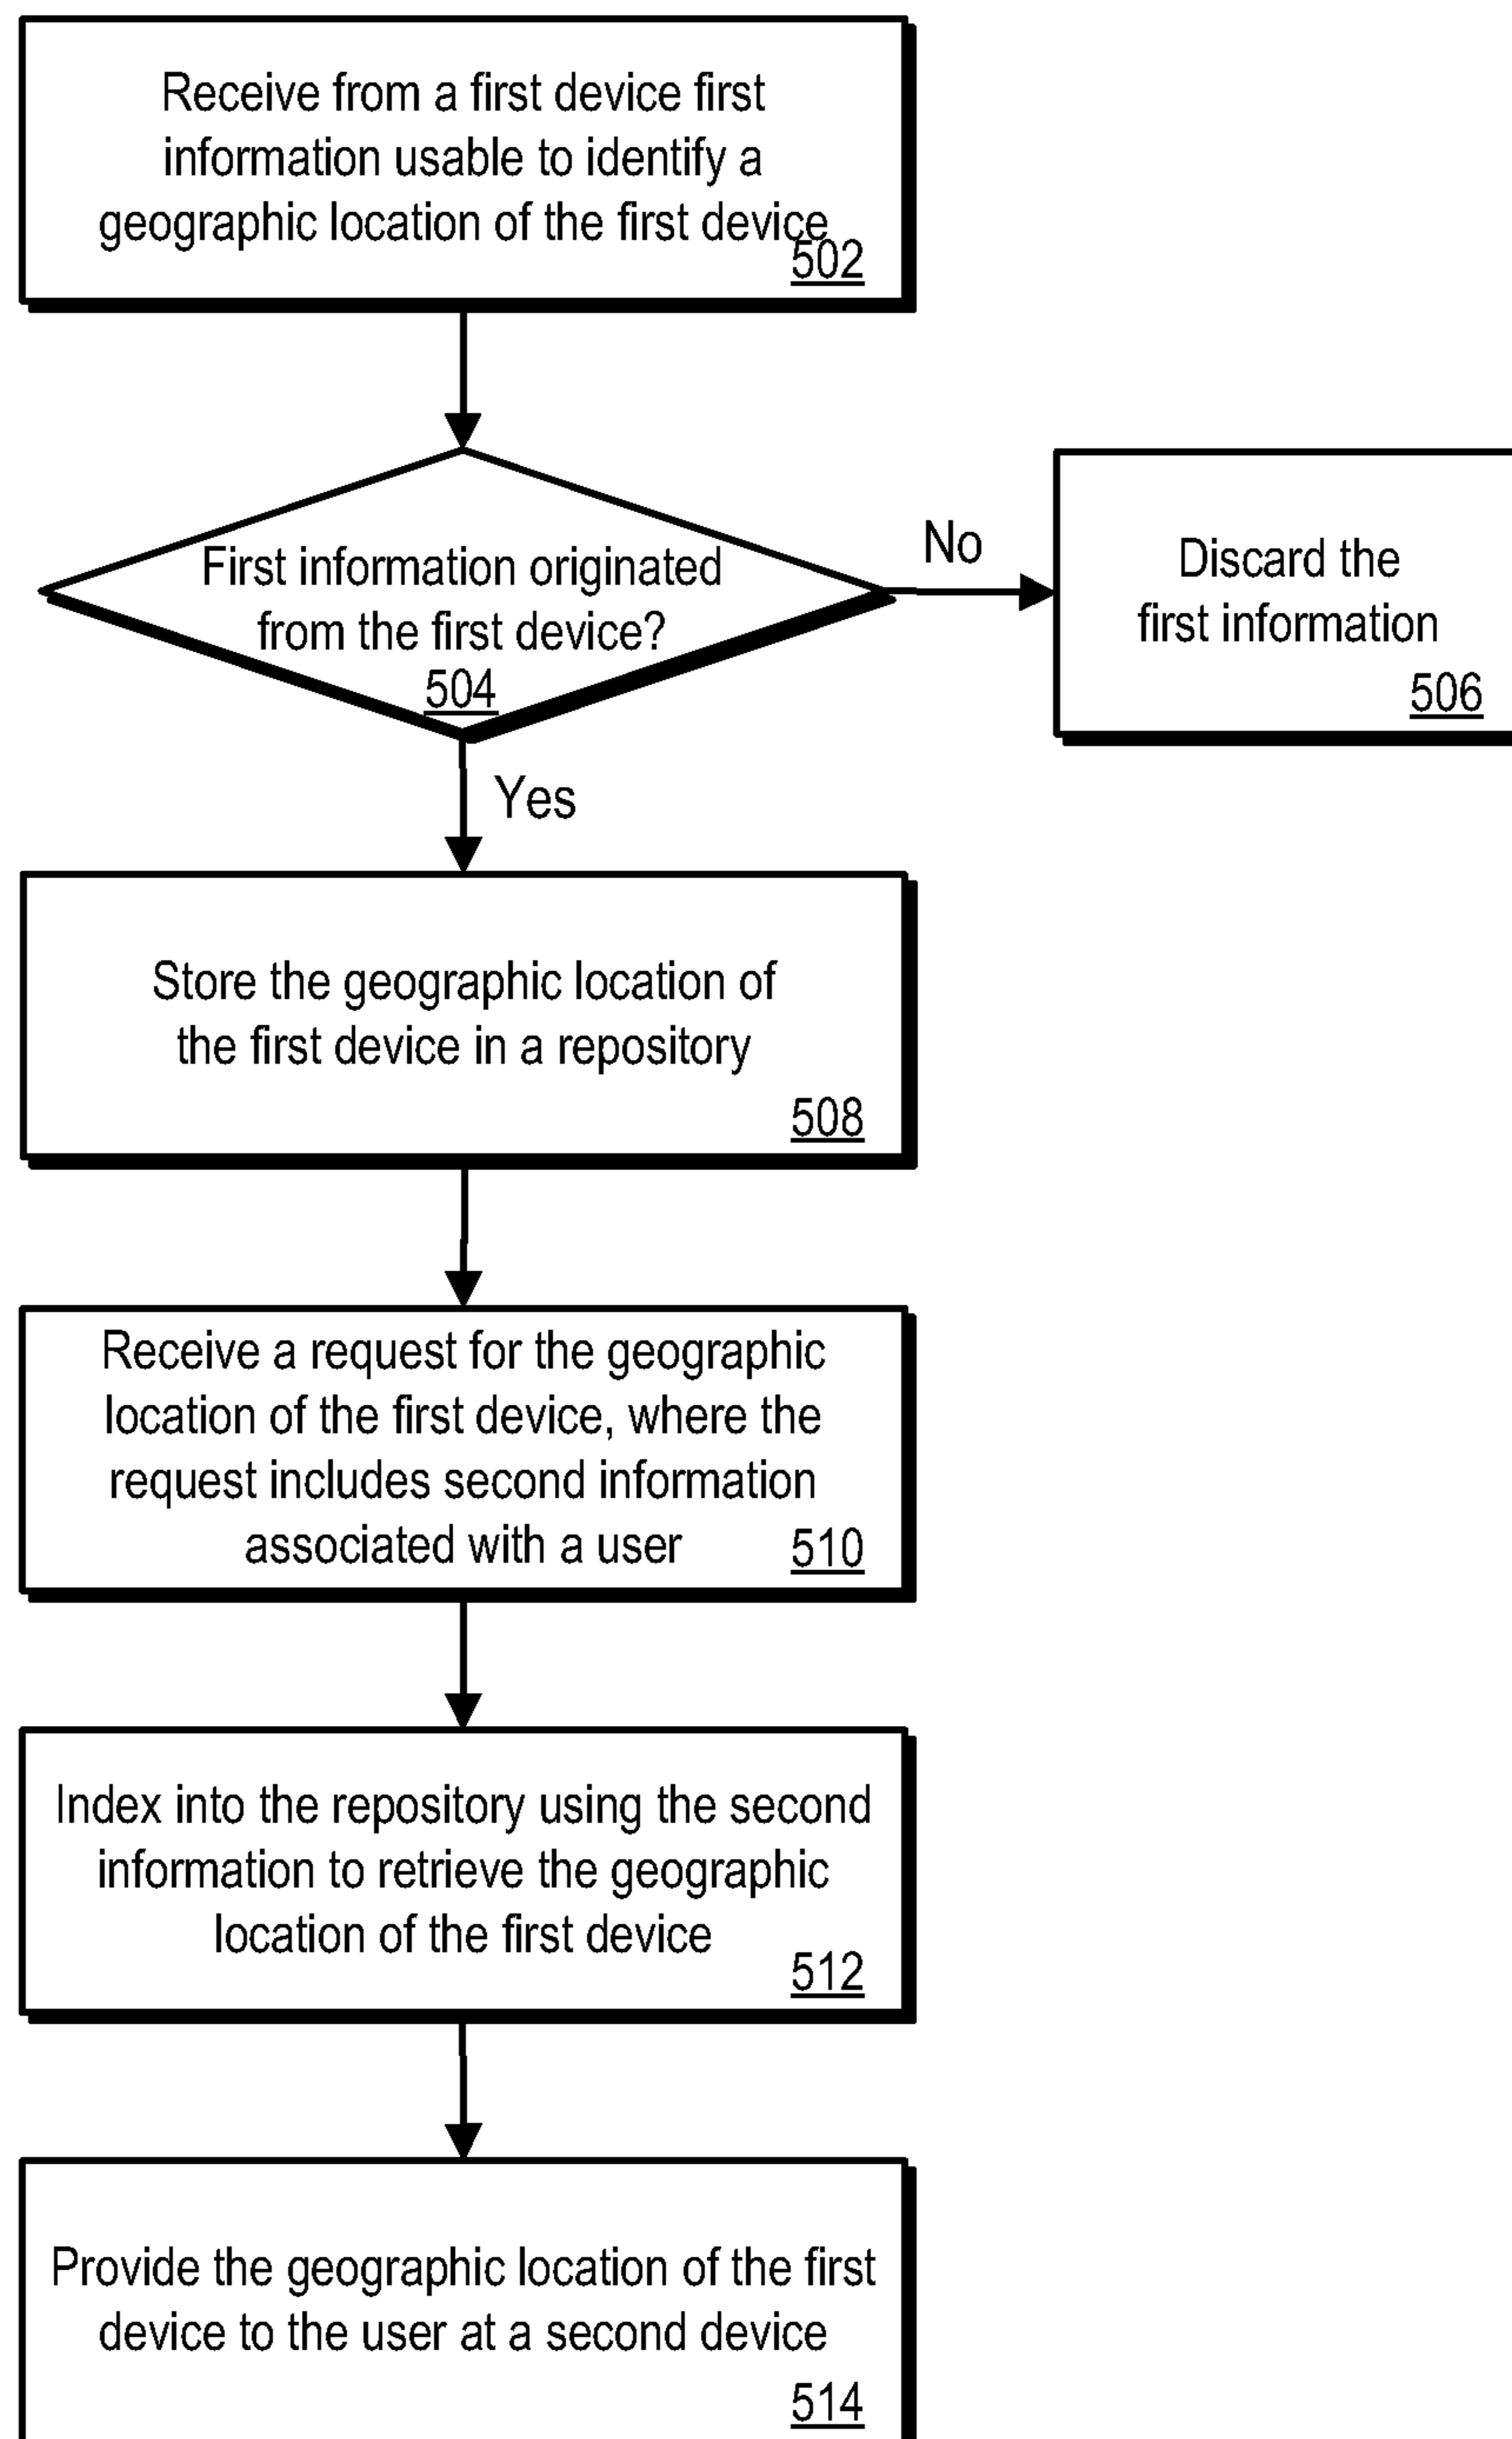 Receive from a first device first
information usable to identify a
geographic location of the first device
502
First information originated
from the first device?
504
No
Discard the
first information
506
Yes
Store the geographic location of
the first device in a repository
508
Receive a request for the geographic
location of the first device, where the
request includes second information
associated with a user 510
Index into the repository using the second
information to retrieve the geographic
location of the first device
512
Provide the geographic location of the first
device to the user at a second device
514